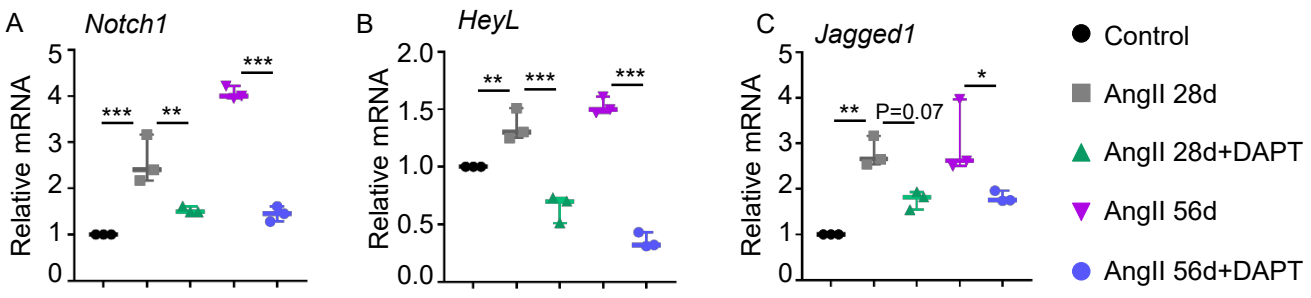 A
Notch1
Relative mRNA
5
4
3
2
1
0
***
**
***
B
HeyL
Relative mRNA
2.0
1.5
1.0
0.5
0.0
**
***
***
C
Jagged1
Relative mRNA
5
4
3
2
1
**
P=0.07
*
Control
AngII 28d
AngII 28d+DAPT
AngII 56d
AngII 56d+DAPT